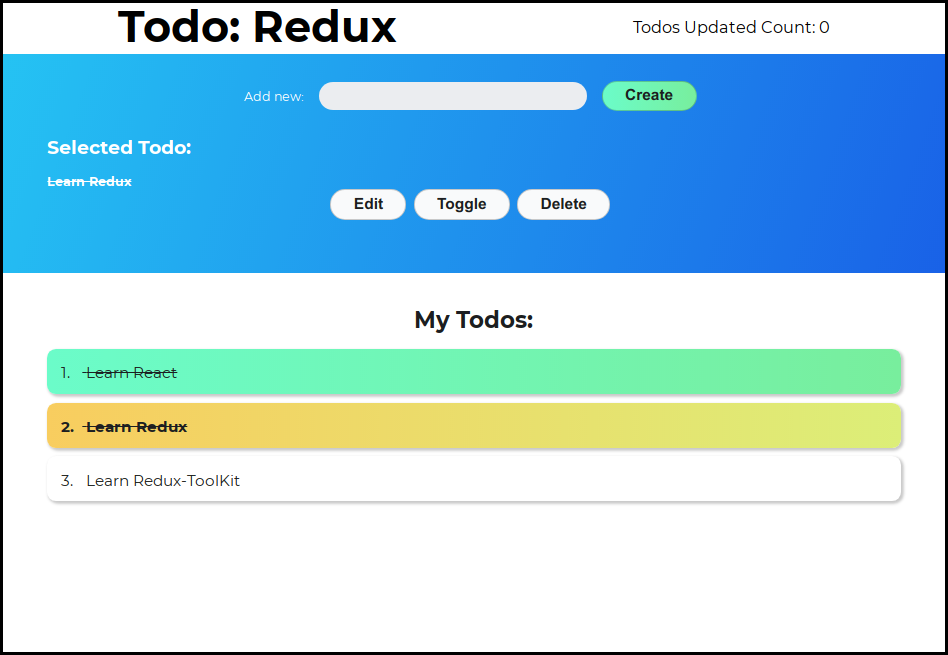 Todo: Redux
Todos Updated Count: 0
Add new:
Create
Selected Todo:
Learn Redux
Edit
Toggle
Delete
My Todos:
1. Learn React
2. Learn Redux
3. Learn Redux-ToolKit